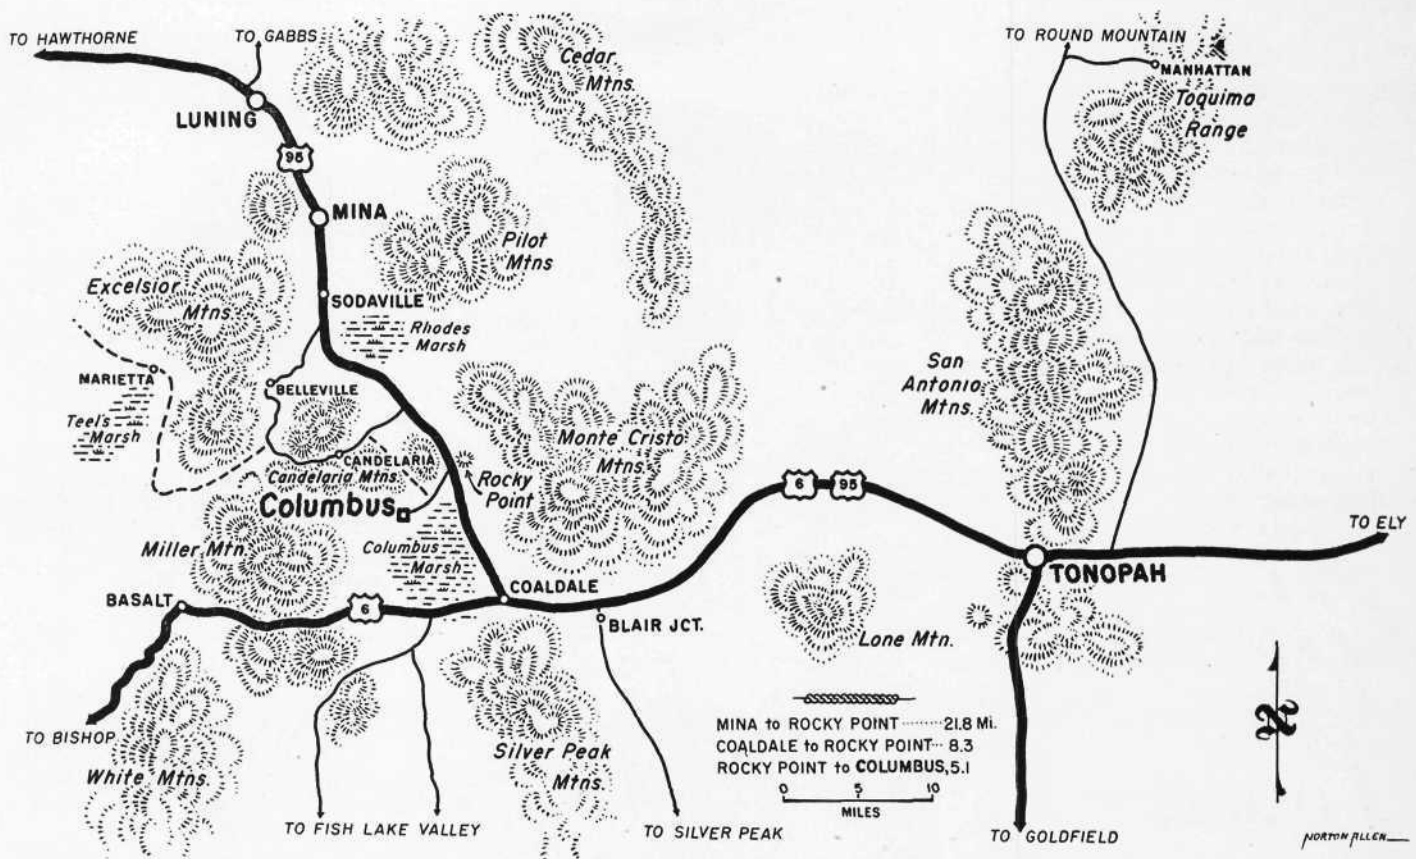 TO HAWTHORNE
TO GABBS
Cedar
Mtns.
TO ROUND MOUNTAIN
MANHATTAN
Toquima
Range
LUNING
95
MINA
Pilot
Mtns
Excelsior
Mtns.
SODAVILLE
Rhodes
Marsh
MARIETTA
Teel's
Marsh
BELLEVILLE
San
Antonio
Mtns.
Monte Cristo
Mtns.
CANDELARIA
Candelaria Mtns.
Rocky
Point
Columbus
6
95
Miller Mtn.
Columbus
Marsh
TO ELY
TONOPAH
BASALT
6
COALDALE
BLAIR JCT.
Lone Mtn.
TO BISHOP
White Mtns.
Silver Peak
Mtns.
MINA to ROCKY POINT ........ 21.8 Mi.
COALDALE to ROCKY POINT... 8.3
ROCKY POINT to COLUMBUS, 5.1
0 5 10
MILES
N
TO FISH LAKE VALLEY
TO SILVER PEAK
TO GOLDFIELD
NORTON ALLEN